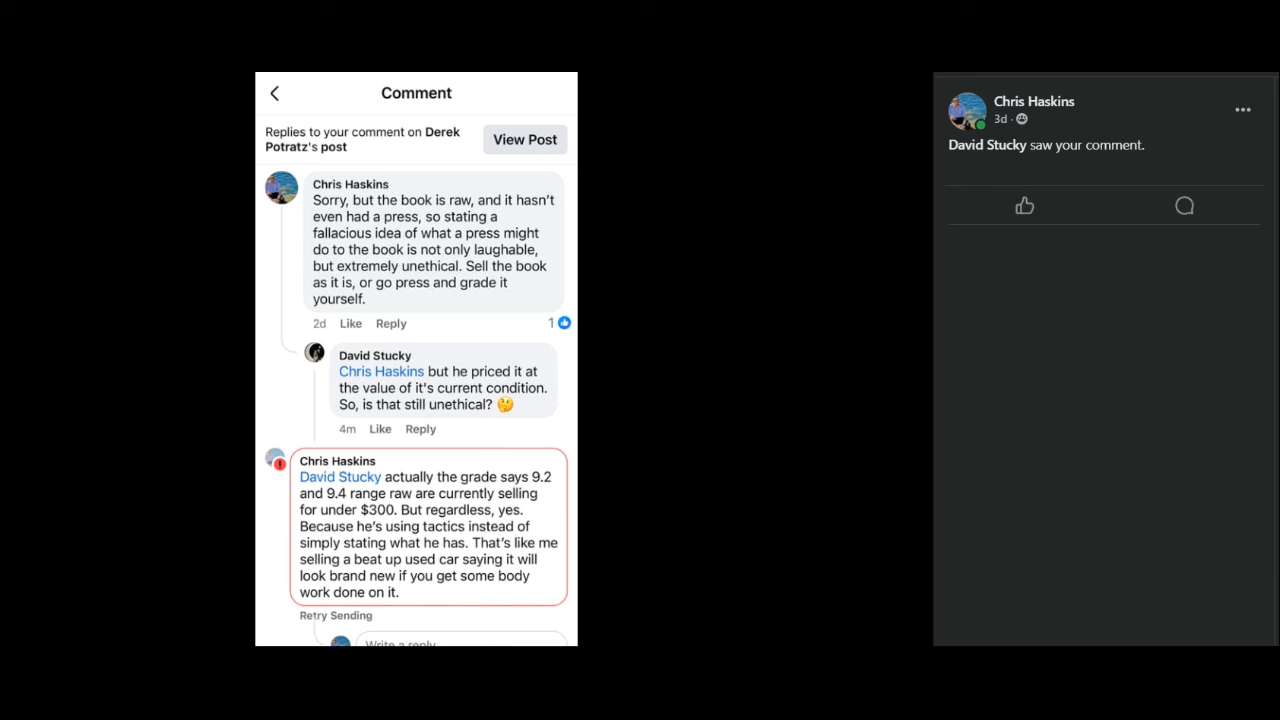 Comment
Replies to your comment on Derek
Potratz's post
View Post
Chris Haskins
Sorry, but the book is raw, and it hasn't
even had a press, so stating a
fallacious idea of what a press might
do to the book is not only laughable,
but extremely unethical. Sell the book
as it is, or go press and grade it
yourself.
2d Like Reply 1
David Stucky
Chris Haskins but he priced it at
the value of it's current condition.
So, is that still unethical? 🤔
4m Like Reply
Chris Haskins
David Stucky actually the grade says 9.2
and 9.4 range raw are currently selling
for under $300. But regardless, yes.
Because he's using tactics instead of
simply stating what he has. That's like me
selling a beat up used car saying it will
look brand new if you get some body
work done on it.
Retry Sending
Write a reply
Chris Haskins
3d ·
David Stucky saw your comment.